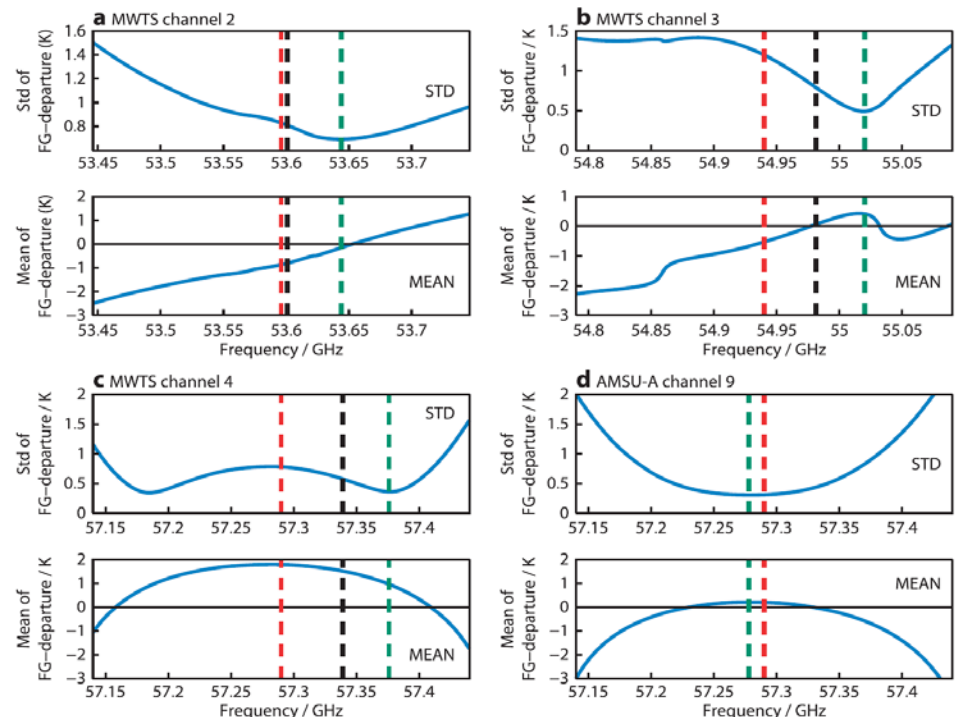 a MWTS channel 2
Std of
FG−departure (K)
1.6
1.4
1.2
1
0.8
STD
53.45 53.5 53.55 53.6 53.65 53.7
Mean of
FG−departure (K)
2
1
0
−1
−2
−3
MEAN
53.45 53.5 53.55 53.6 53.65 53.7
Frequency / GHz
b MWTS channel 3
Std of
FG−departure / K
1.5
1
0.5
0
STD
54.8 54.85 54.9 54.95 55 55.05
Mean of
FG−departure / K
1
0
−1
−2
−3
MEAN
54.8 54.85 54.9 54.95 55 55.05
Frequency / GHz
c MWTS channel 4
Std of
FG−departure / K
2
1.5
1
0.5
0
STD
57.15 57.2 57.25 57.3 57.35 57.4
Mean of
FG−departure / K
2
1
0
−1
−2
−3
MEAN
57.15 57.2 57.25 57.3 57.35 57.4
Frequency / GHz
d AMSU-A channel 9
Std of
FG−departure / K
2
1.5
1
0.5
0
STD
57.15 57.2 57.25 57.3 57.35 57.4
Mean of
FG−departure / K
2
1
0
−1
−2
−3
MEAN
57.15 57.2 57.25 57.3 57.35 57.4
Frequency / GHz